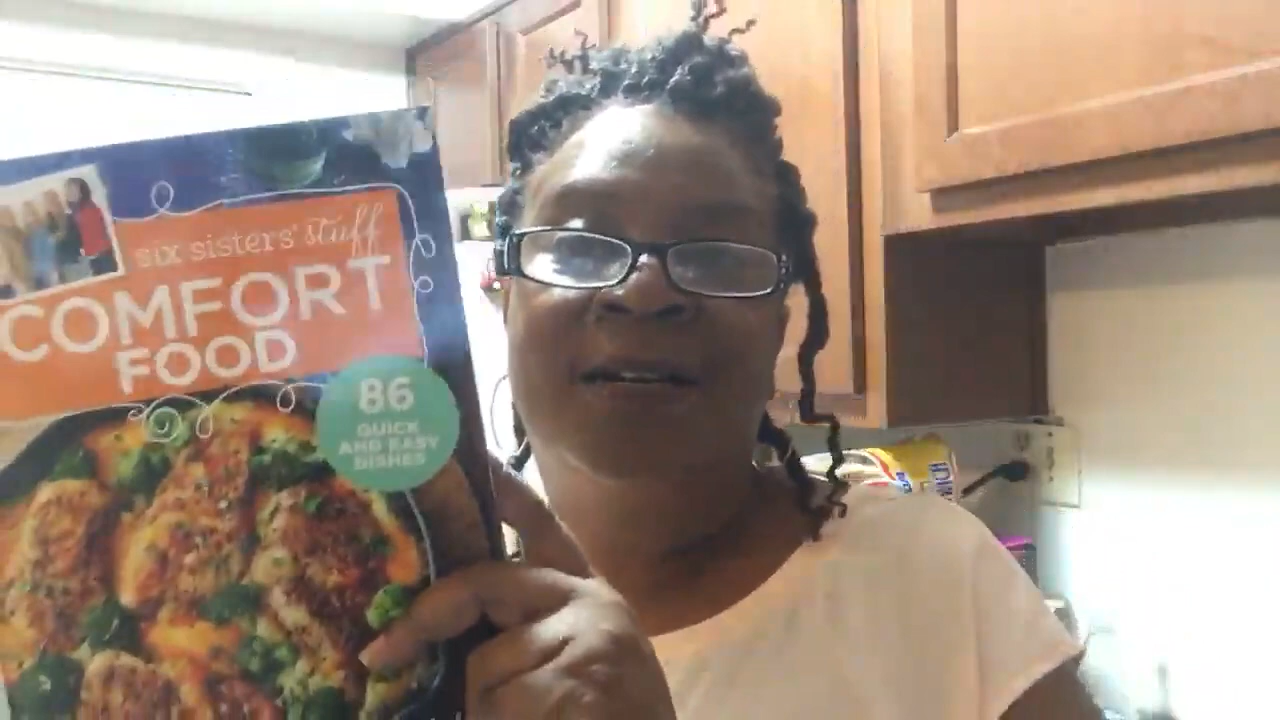 six sisters' stuff
COMFORT
FOOD
86
QUICK
AND EASY
DISHES